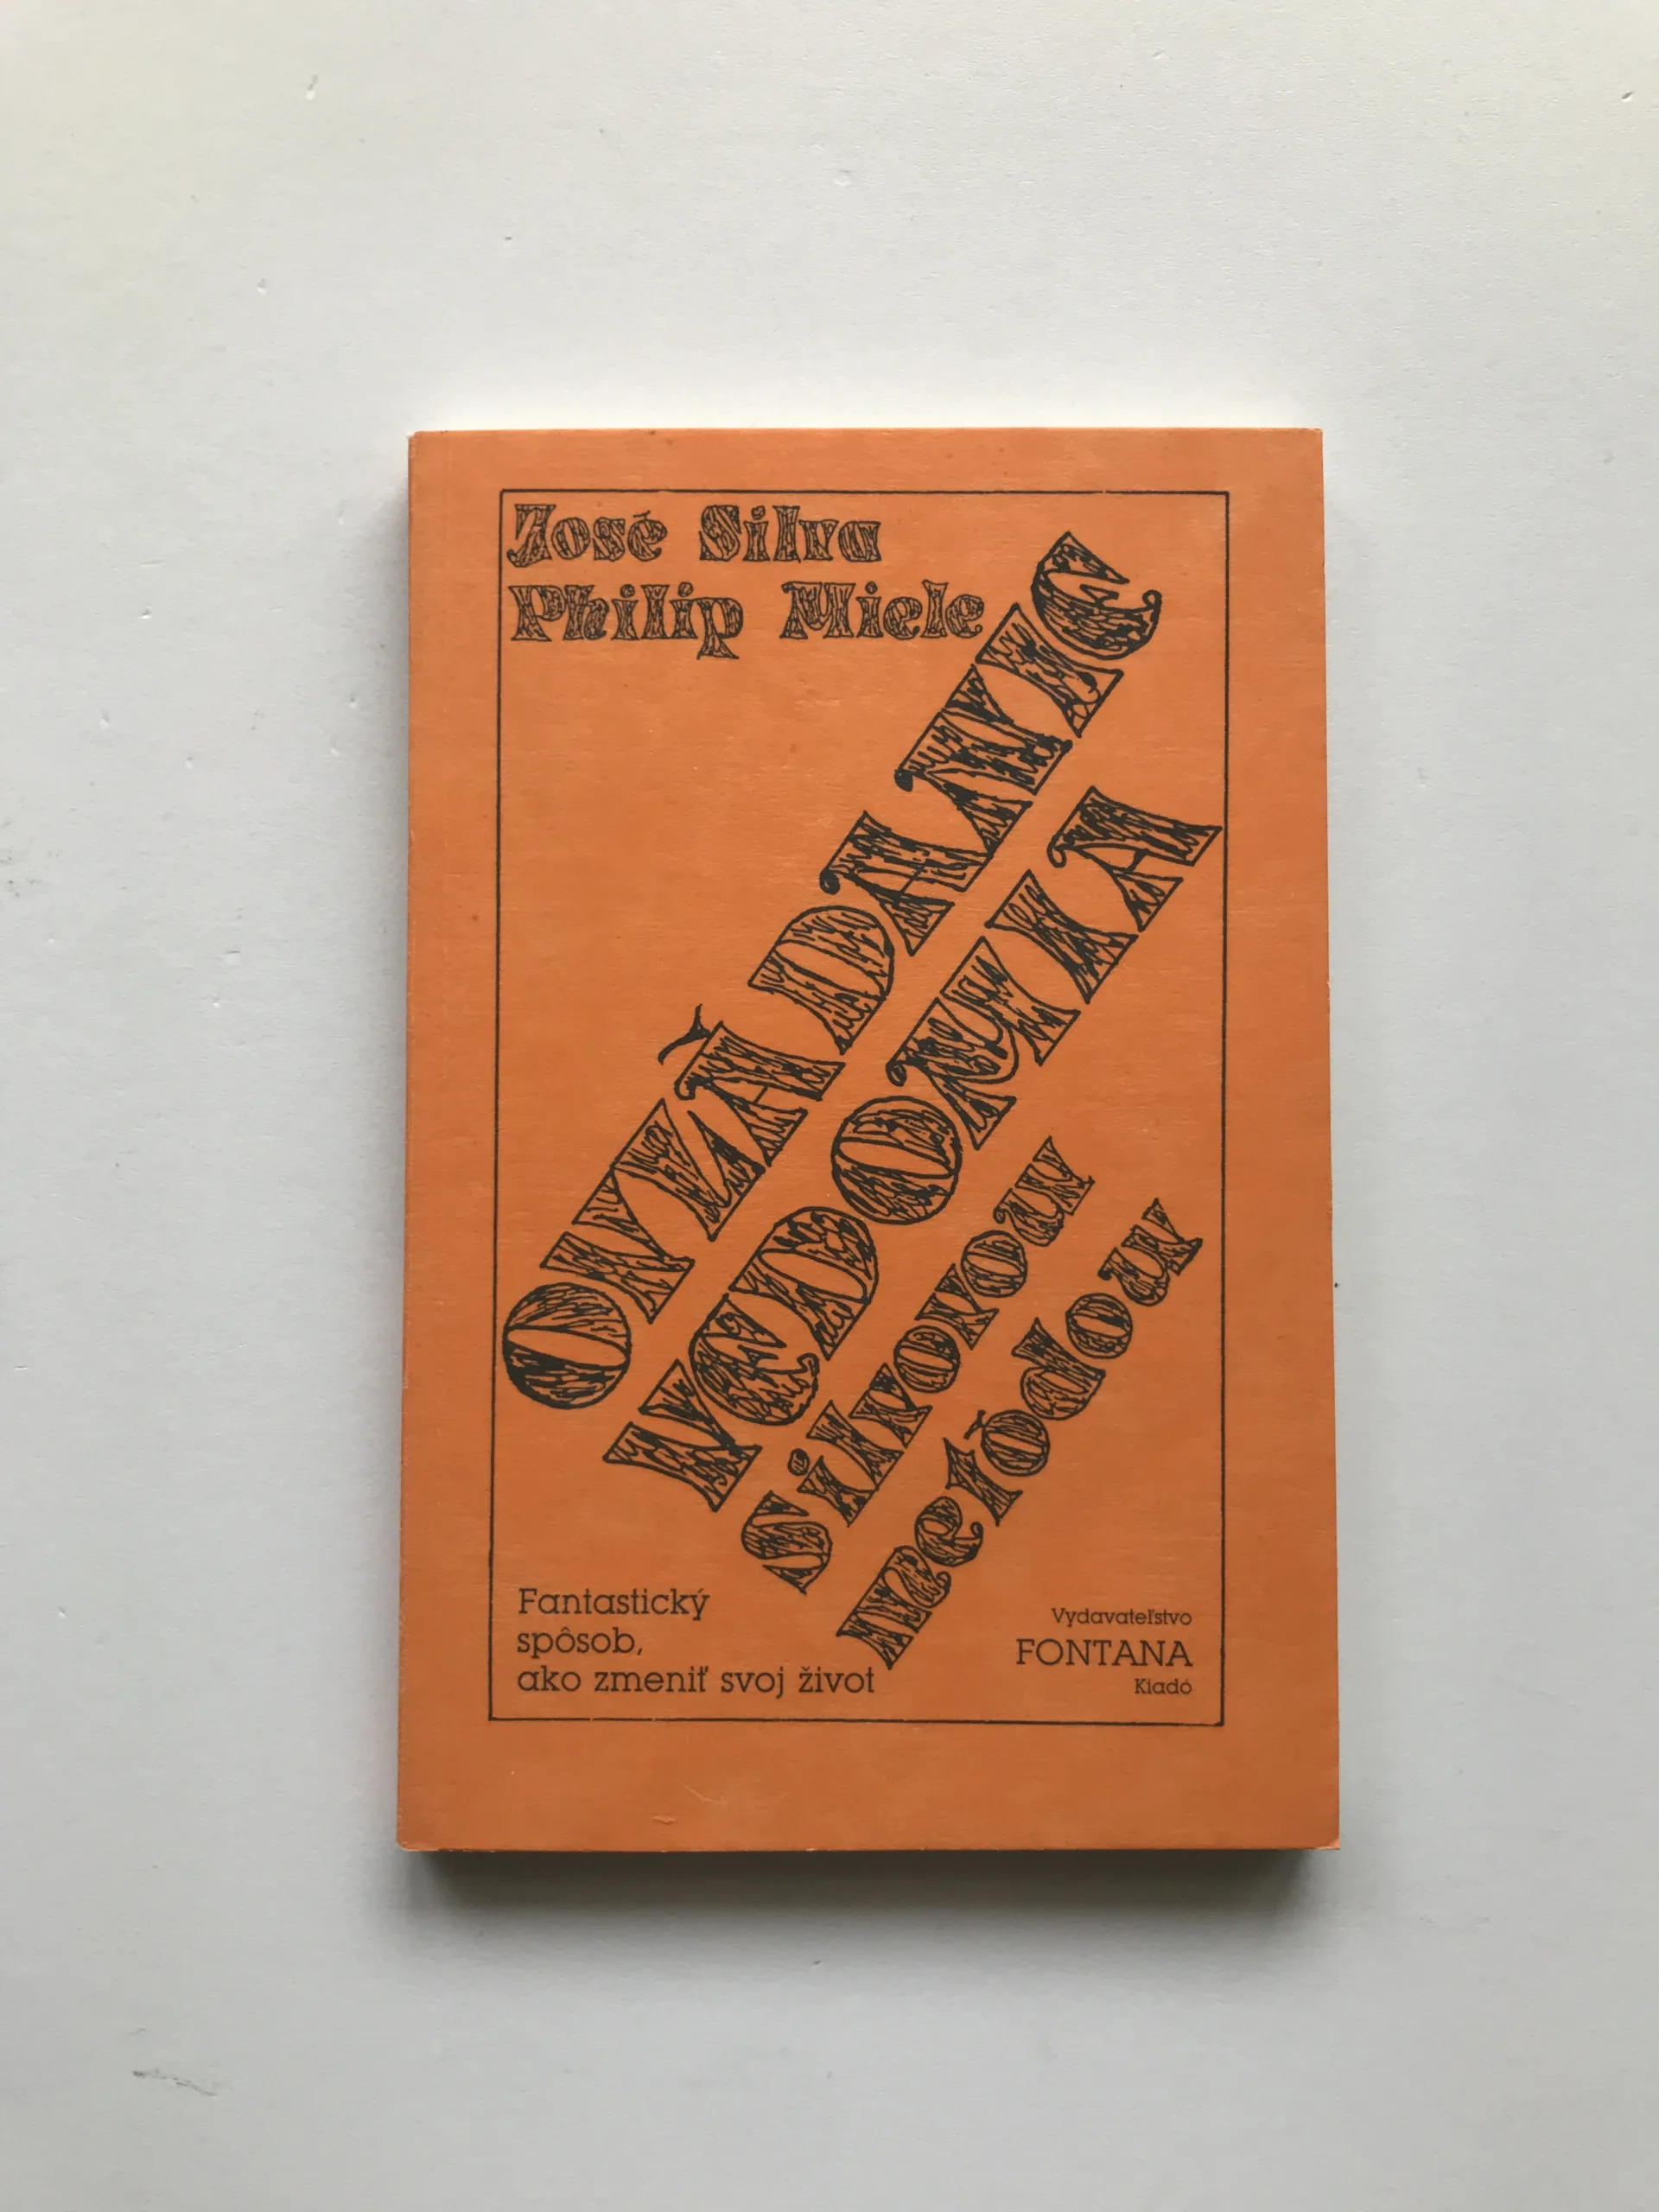 José Silva
Philip Miele
OVLÁDANIE
VEDOMIA
Silvovou
metódou
Fantastický
spôsob,
ako zmeniť svoj život
Vydavateľstvo
FONTANA
Kiadó